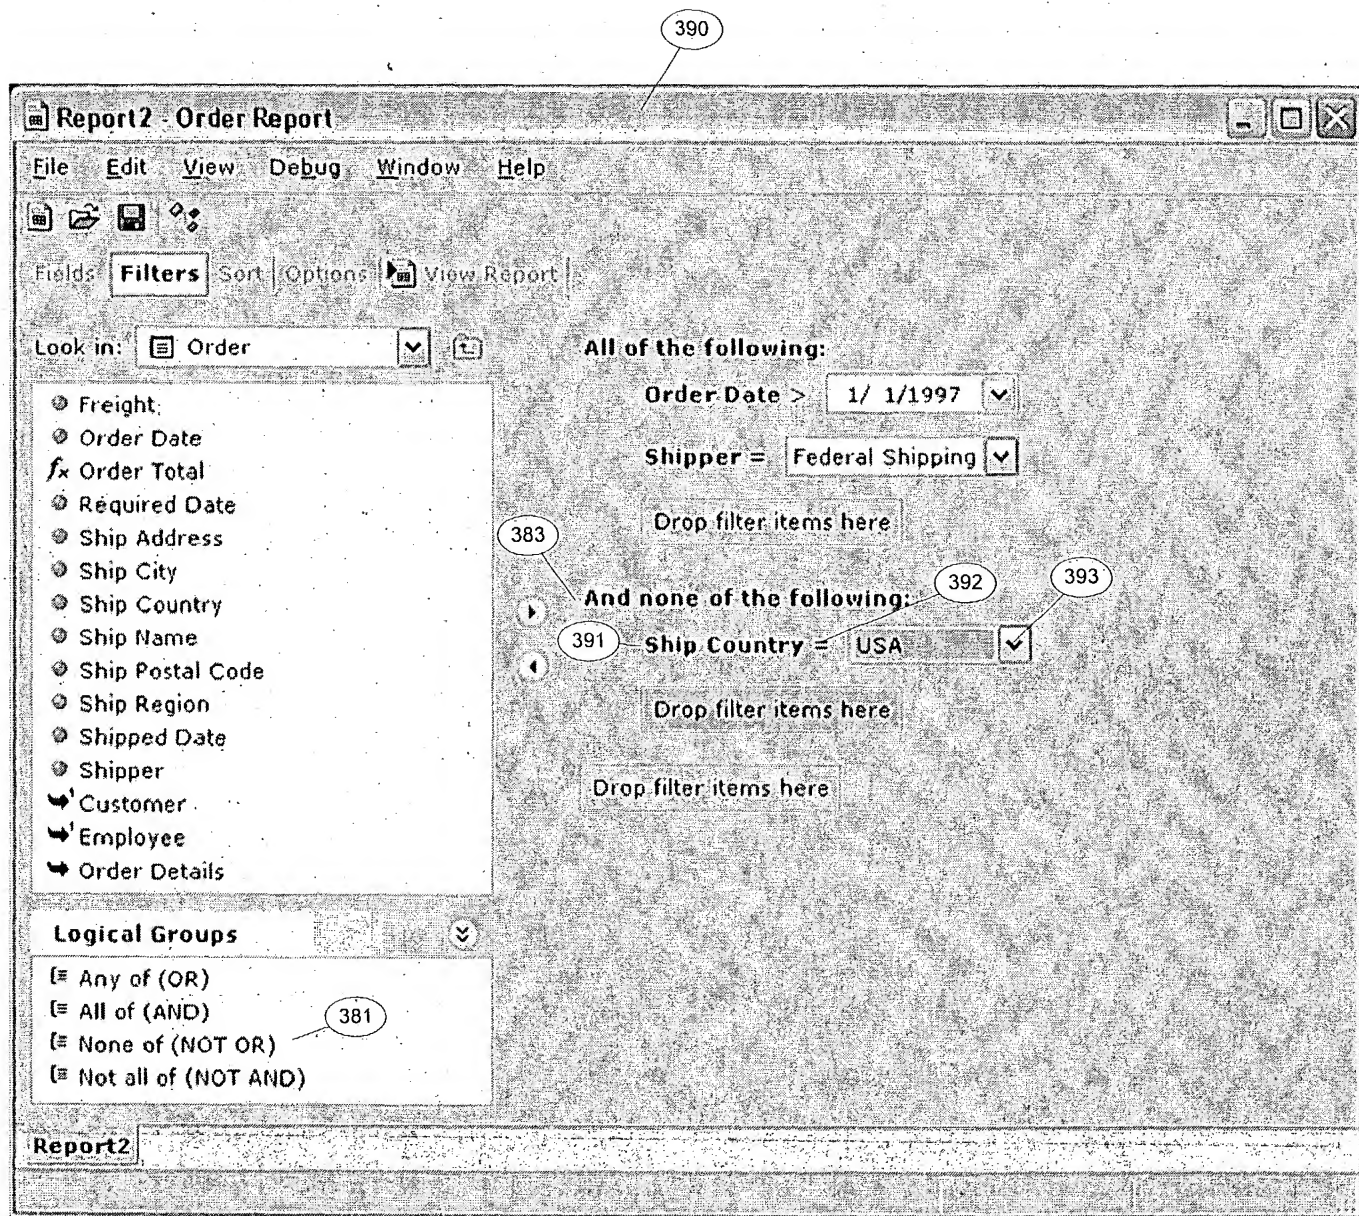 390
Report2 - Order Report
File Edit View Debug Window Help
Fields Filters Sort Options View Report
Look in: Order
Freight
Order Date
fx Order Total
Required Date
Ship Address
Ship City
Ship Country
Ship Name
Ship Postal Code
Ship Region
Shipped Date
Shipper
Customer
Employee
Order Details
Logical Groups
Any of (OR)
All of (AND)
None of (NOT OR)
381
Not all of (NOT AND)
All of the following:
Order Date > 1/ 1/1997
Shipper = Federal Shipping
Drop filter items here
383
And none of the following:
392
393
391
Ship Country = USA
Drop filter items here
Drop filter items here
Report2